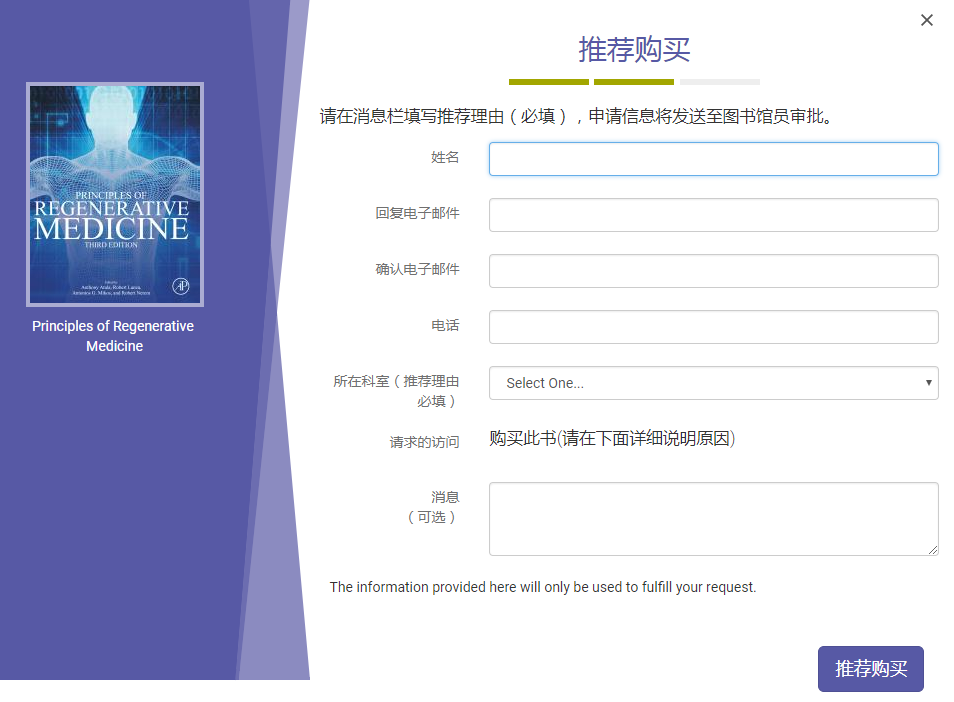 ×
推荐购买
请在消息栏填写推荐理由（必填），申请信息将发送至图书馆员审批。
PRINCIPLES OF
REGENERATIVE
MEDICINE
THIRD EDITION
Edited by
Anthony Atala, Robert Lanza,
Antonios G. Mikos, and Robert Nerem
AP
Principles of Regenerative
Medicine
姓名
回复电子邮件
确认电子邮件
电话
所在科室（推荐理由
必填）
Select One...
请求的访问
购买此书(请在下面详细说明原因)
消息
（可选）
The information provided here will only be used to fulfill your request.
推荐购买